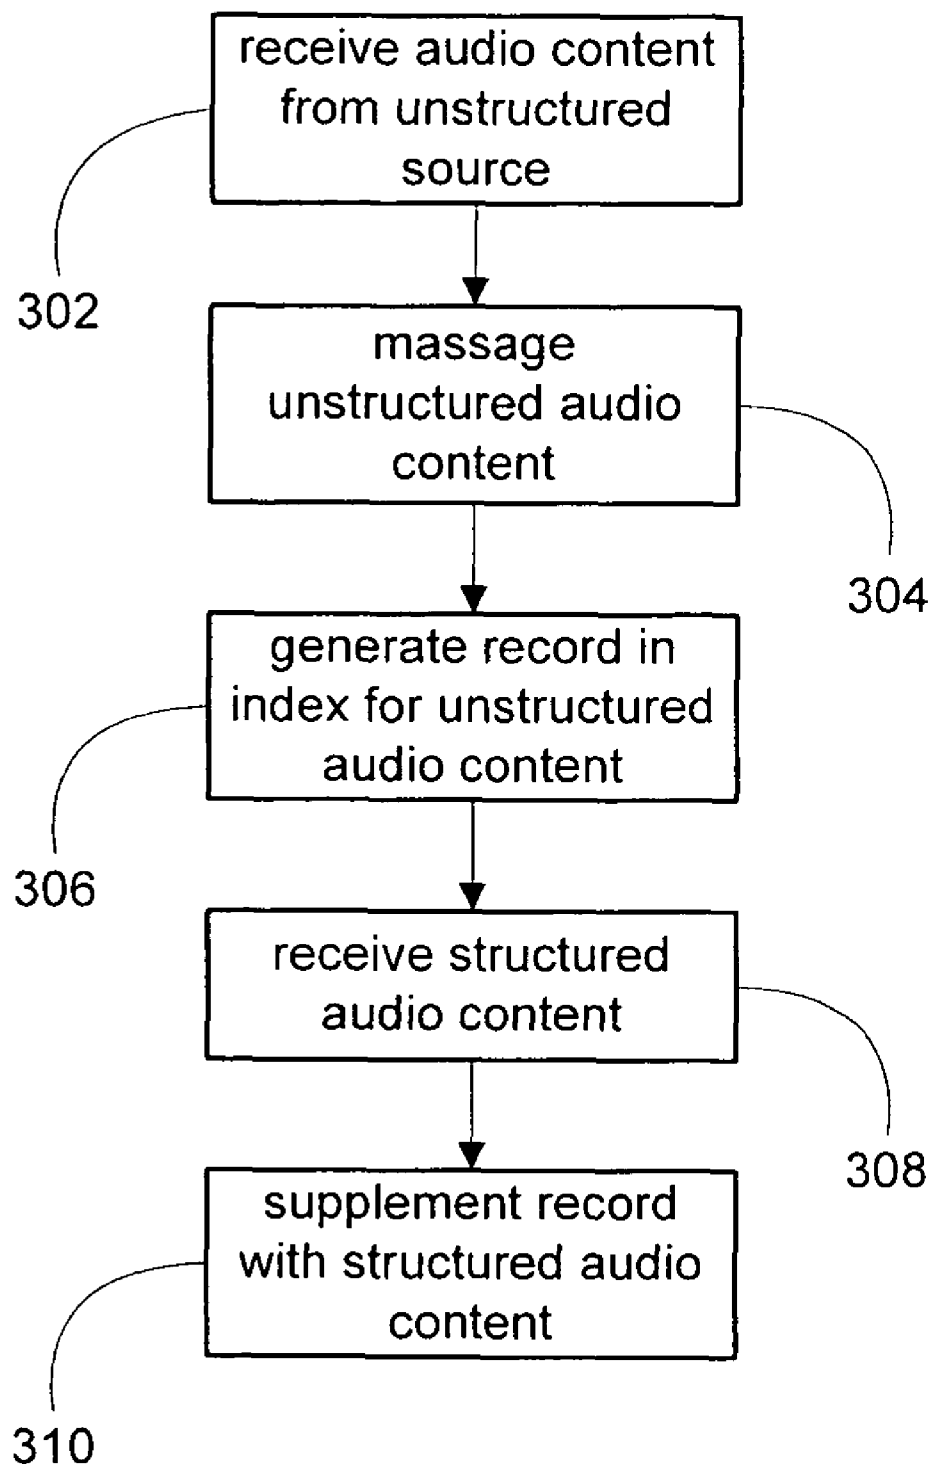 receive audio content
from unstructured
source
302
massage
unstructured audio
content
304
generate record in
index for unstructured
audio content
306
receive structured
audio content
308
supplement record
with structured audio
content
310